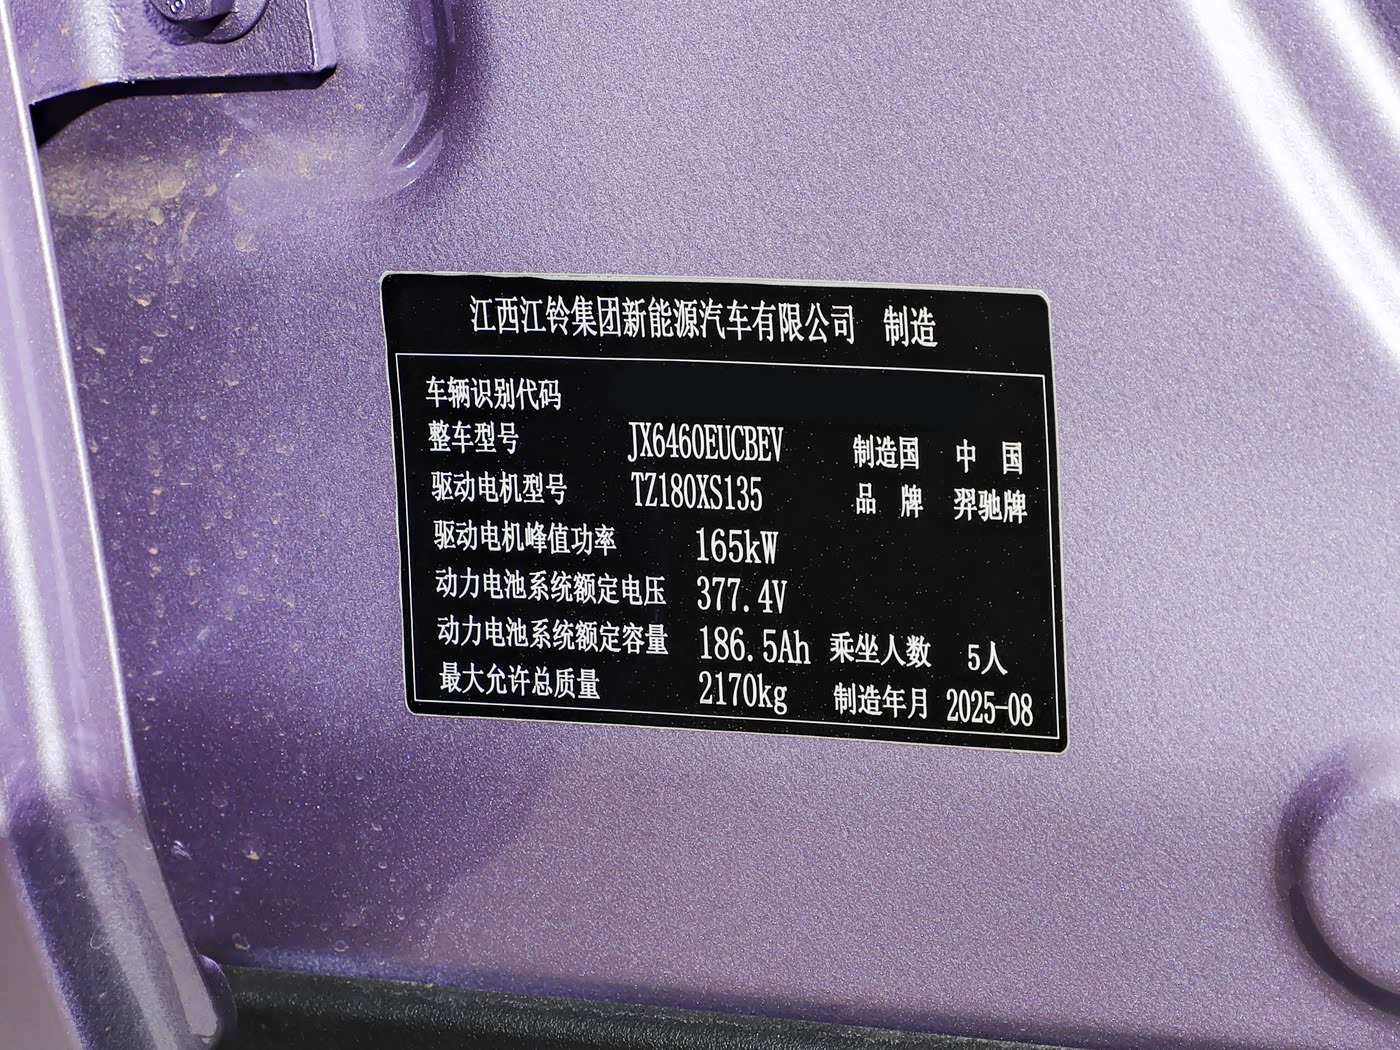 江西江铃集团新能源汽车有限公司 制造
车辆识别代码
整车型号 JX6460EUCBEV 制造国 中 国
驱动电机型号 TZ180XS135 品 牌 羿驰牌
驱动电机峰值功率 165kW
动力电池系统额定电压 377.4V
动力电池系统额定容量 186.5Ah 乘坐人数 5人
最大允许总质量 2170kg 制造年月 2025-08